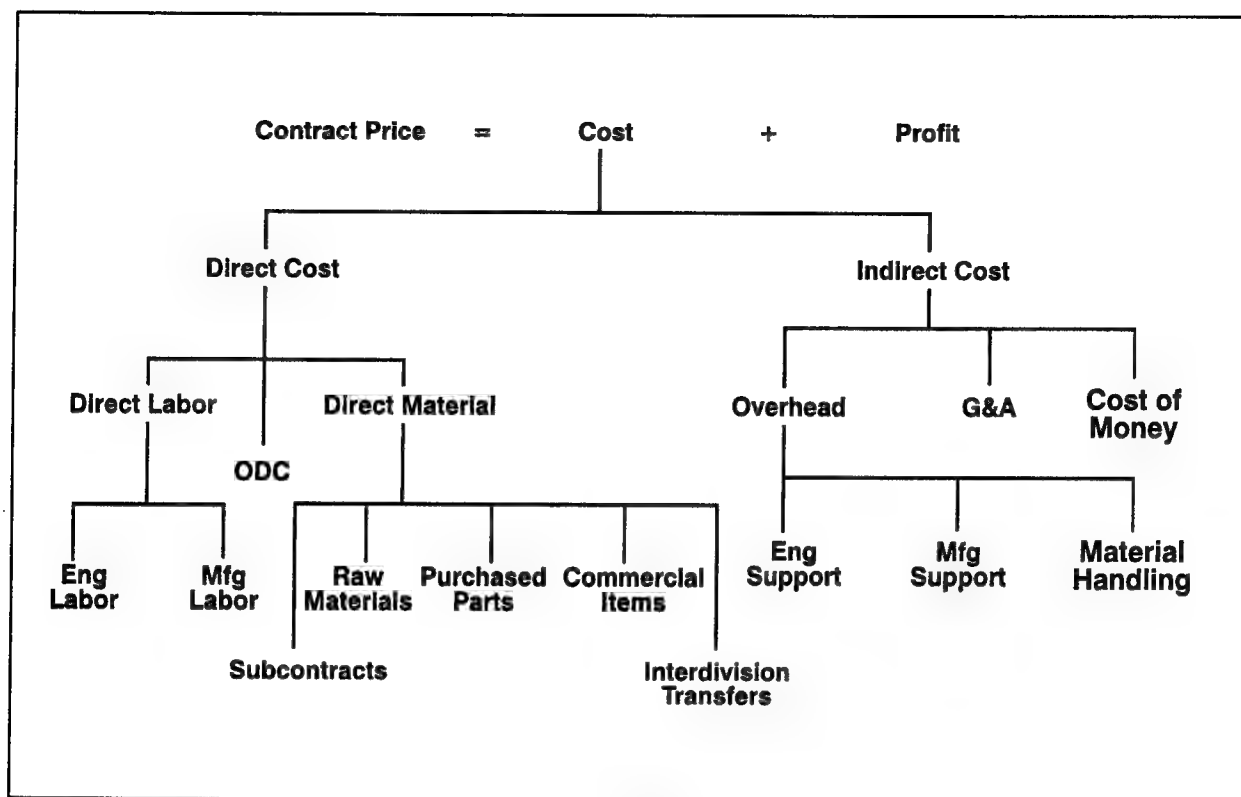 Contract Price = Cost + Profit
Direct Cost
Indirect Cost
Direct Labor
Direct Material
Overhead
G&A
Cost of
Money
ODC
Eng
Labor
Mfg
Labor
Raw
Materials
Purchased
Parts
Commercial
Items
Eng
Support
Mfg
Support
Material
Handling
Subcontracts
Interdivision
Transfers